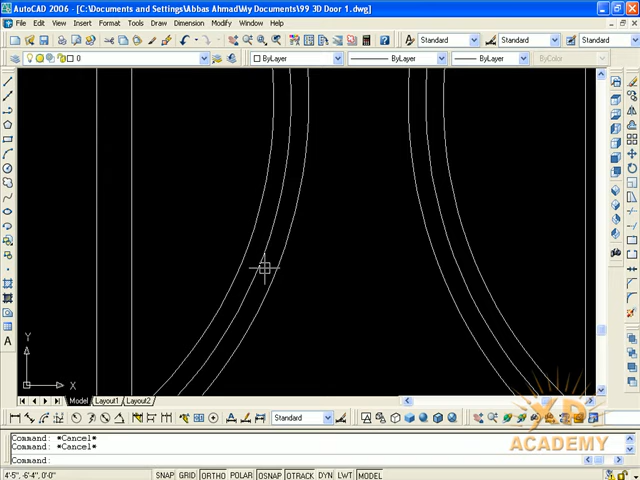 AutoCAD 2006 - [C:\Documents and Settings\Abbas Ahmad\My Documents\99 3D Door 1.dwg]
File Edit View Insert Format Tools Draw Dimension Modify Window Help
Standard Standard Standard
0 ByLayer ByLayer ByLayer ByColor
Y
X
Model Layout1 Layout2
Standard
XD
ACADEMY
Command: *Cancel*
Command: *Cancel*
Command:
4'-5", -6'-4", 0'-0" SNAP GRID ORTHO POLAR OSNAP OTRACK DYN LWT MODEL